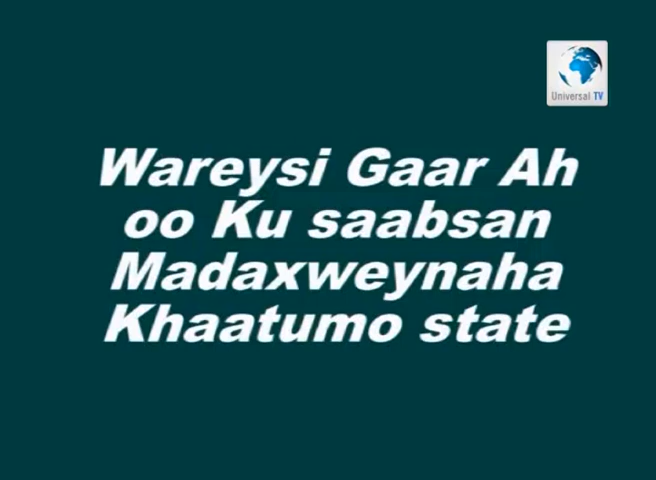 Universal TV
Wareysi Gaar Ah
oo Ku saabsan
Madaxweynaha
Khaatumo state